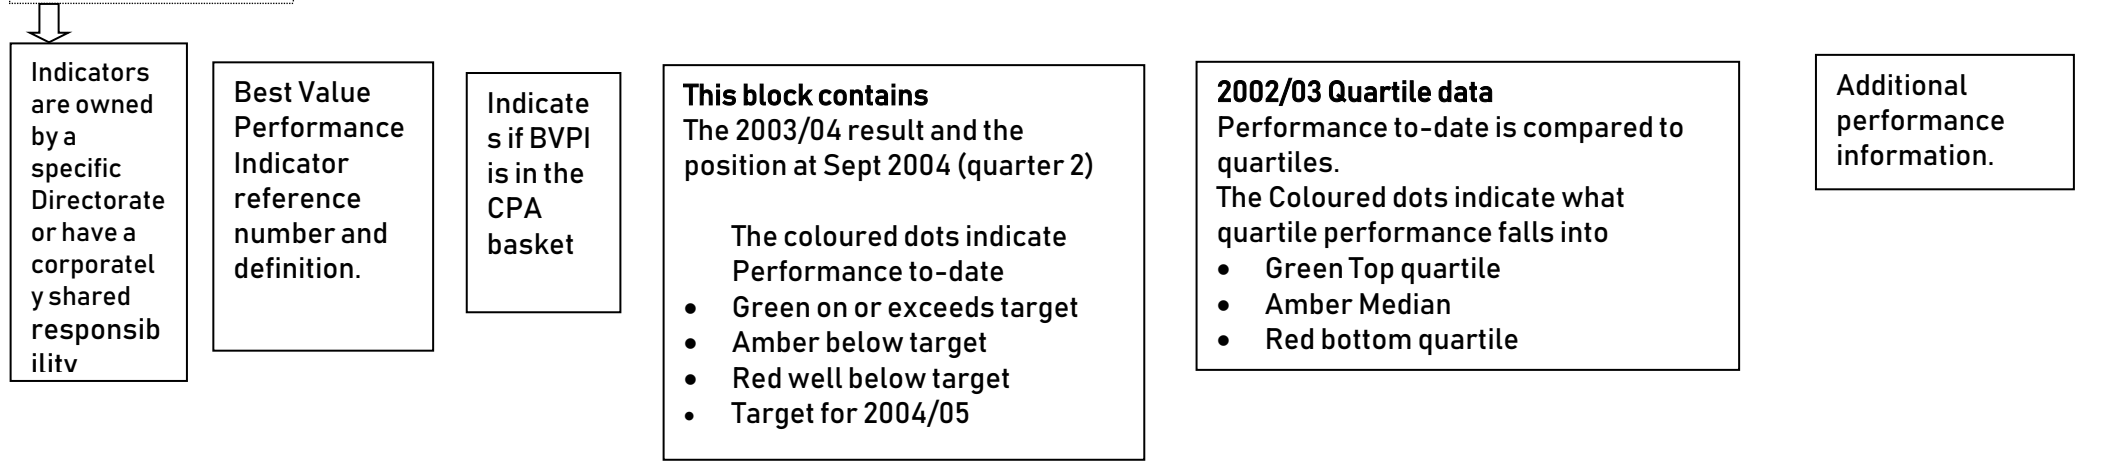 Indicators
are owned
by a
specific
Directorate
or have a
corporatel
y shared
responsib
ility
Best Value
Performance
Indicator
reference
number and
definition.
Indicate
s if BVPI
is in the
CPA
basket
This block contains
The 2003/04 result and the
position at Sept 2004 (quarter 2)
The coloured dots indicate
Performance to-date
• Green on or exceeds target
• Amber below target
• Red well below target
• Target for 2004/05
2002/03 Quartile data
Performance to-date is compared to
quartiles.
The Coloured dots indicate what
quartile performance falls into
• Green Top quartile
• Amber Median
• Red bottom quartile
Additional
performance
information.